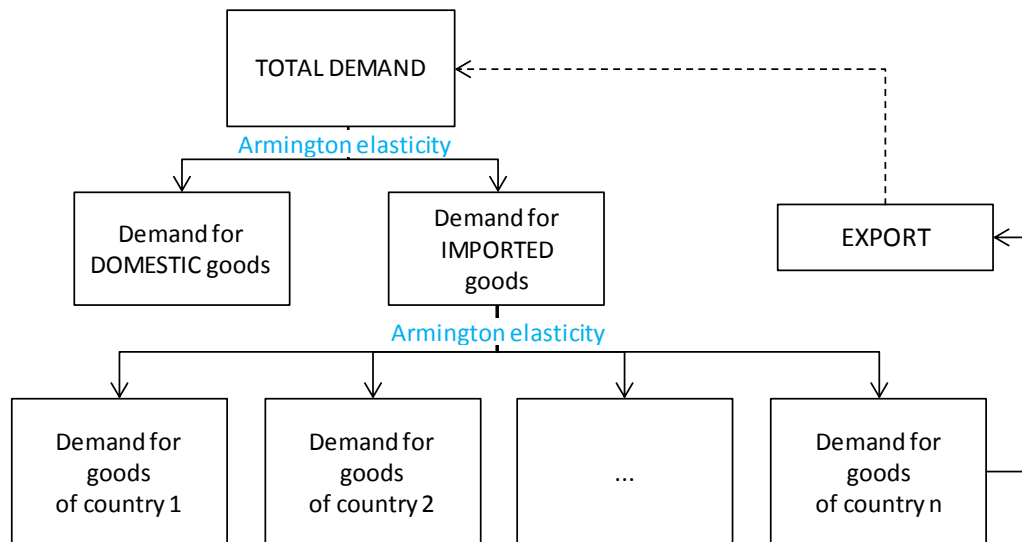 TOTAL DEMAND
Armington elasticity
Demand for
DOMESTIC goods
Demand for
IMPORTED
goods
EXPORT
Armington elasticity
Demand for
goods
of country 1
Demand for
goods
of country 2
...
Demand for
goods
of country n